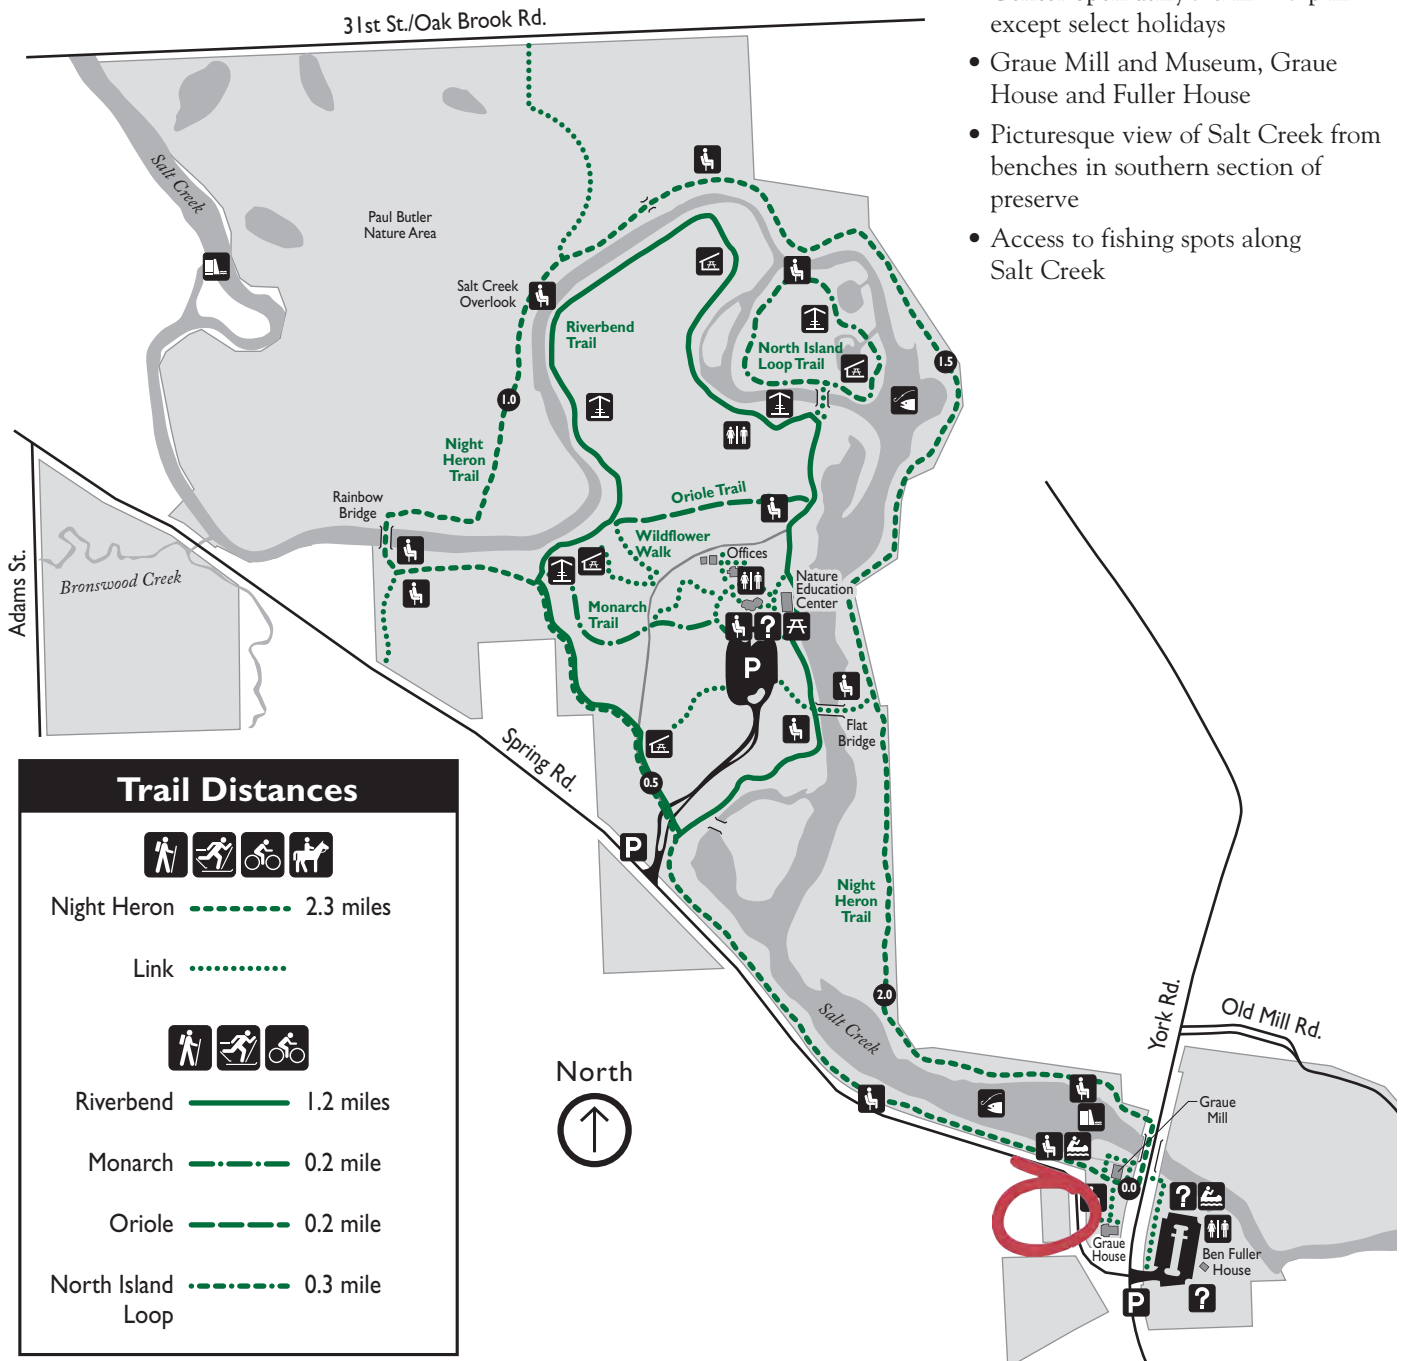 31st St./Oak Brook Rd.
except select holidays
• Graue Mill and Museum, Graue
House and Fuller House
• Picturesque view of Salt Creek from
benches in southern section of
preserve
• Access to fishing spots along
Salt Creek
Salt Creek
Paul Butler
Nature Area
Salt Creek
Overlook
Riverbend
Trail
North Island
Loop Trail
1.5
1.0
Night
Heron
Trail
Rainbow
Bridge
Oriole Trail
Wildflower
Walk
Offices
Nature
Education
Center
Monarch
Trail
?
P
Adams St.
Bronswood Creek
Flat
Bridge
Spring Rd.
0.5
P
Night
Heron
Trail
2.0
Salt Creek
York Rd.
Old Mill Rd.
Graue
Mill
0.0
?
Graue
House
Ben Fuller
House
P
?
North
Trail Distances
Night Heron 2.3 miles
Link
Riverbend 1.2 miles
Monarch 0.2 mile
Oriole 0.2 mile
North Island 0.3 mile
Loop